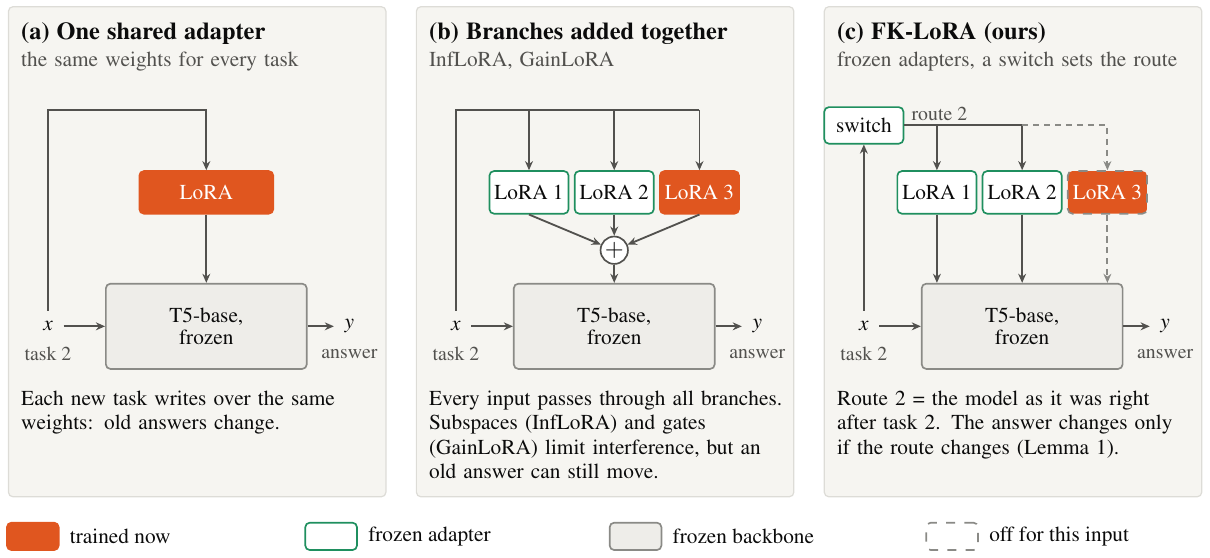 (a) One shared adapter
the same weights for every task
LoRA
T5-base,
frozen
x
task 2
y
answer
Each new task writes over the same
weights: old answers change.
(b) Branches added together
InfLoRA, GainLoRA
LoRA 1
LoRA 2
LoRA 3
+
T5-base,
frozen
x
task 2
y
answer
Every input passes through all branches.
Subspaces (InfLoRA) and gates
(GainLoRA) limit interference, but an
old answer can still move.
(c) FK-LoRA (ours)
frozen adapters, a switch sets the route
switch
route 2
LoRA 1
LoRA 2
LoRA 3
T5-base,
frozen
x
task 2
y
answer
Route 2 = the model as it was right
after task 2. The answer changes only
if the route changes (Lemma 1).
trained now
frozen adapter
frozen backbone
off for this input